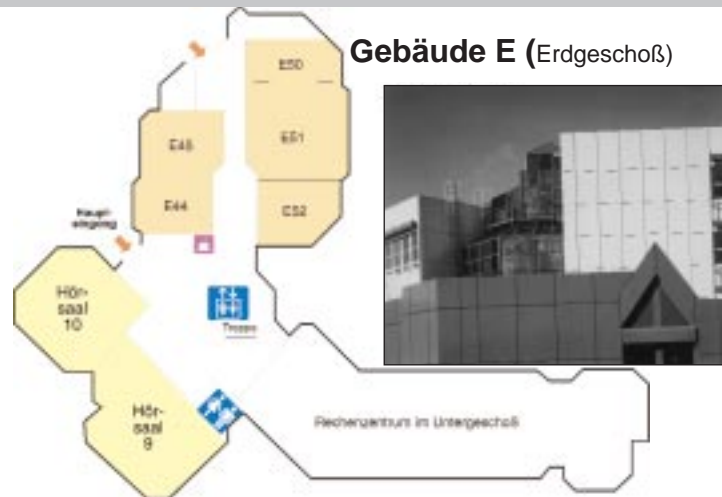 Gebäude E (Erdgeschoß)
E50
E51
E45
E44
E52
Haupt-
eingang
Hör-
saal
10
Treppe
Hör-
saal
9
Rechenzentrum im Untergeschoß